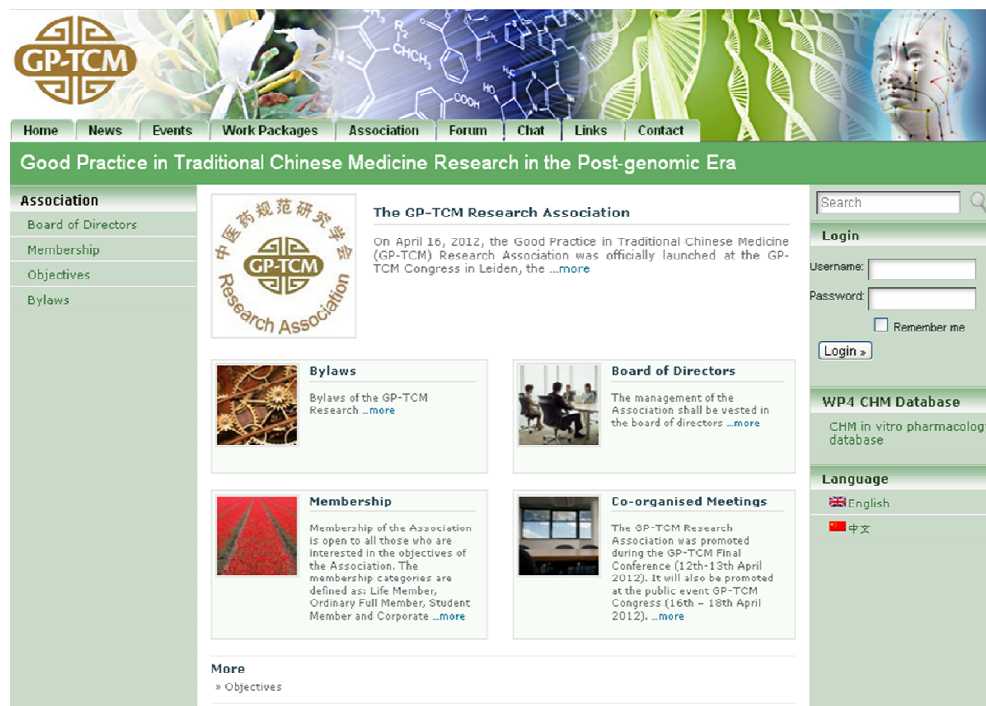 GP-TCM
CHCH₃
H₃C
COOH
Home
News
Events
Work Packages
Association
Forum
Chat
Links
Contact
Good Practice in Traditional Chinese Medicine Research in the Post-genomic Era
Association
Board of Directors
Membership
Objectives
Bylaws
中医药规范研究学会
GP-TCM
Research Association
The GP-TCM Research Association
On April 16, 2012, the Good Practice in Traditional Chinese Medicine
(GP-TCM) Research Association was officially launched at the GP-
TCM Congress in Leiden, the ...more
Bylaws
Bylaws of the GP-TCM
Research ...more
Board of Directors
The management of the
Association shall be vested in
the board of directors ...more
Membership
Membership of the Association
is open to all those who are
interested in the objectives of
the Association. The
membership categories are
defined as: Life Member,
Ordinary Full Member, Student
Member and Corporate ...more
Co-organised Meetings
The GP-TCM Research
Association was promoted
during the GP-TCM Final
Conference (12th-13th April
2012). It will also be promoted
at the public event GP-TCM
Congress (16th – 18th April
2012). ...more
More
» Objectives
Search
Login
Username:
Password:
Remember me
Login »
WP4 CHM Database
CHM in vitro pharmacolog
database
Language
English
中文